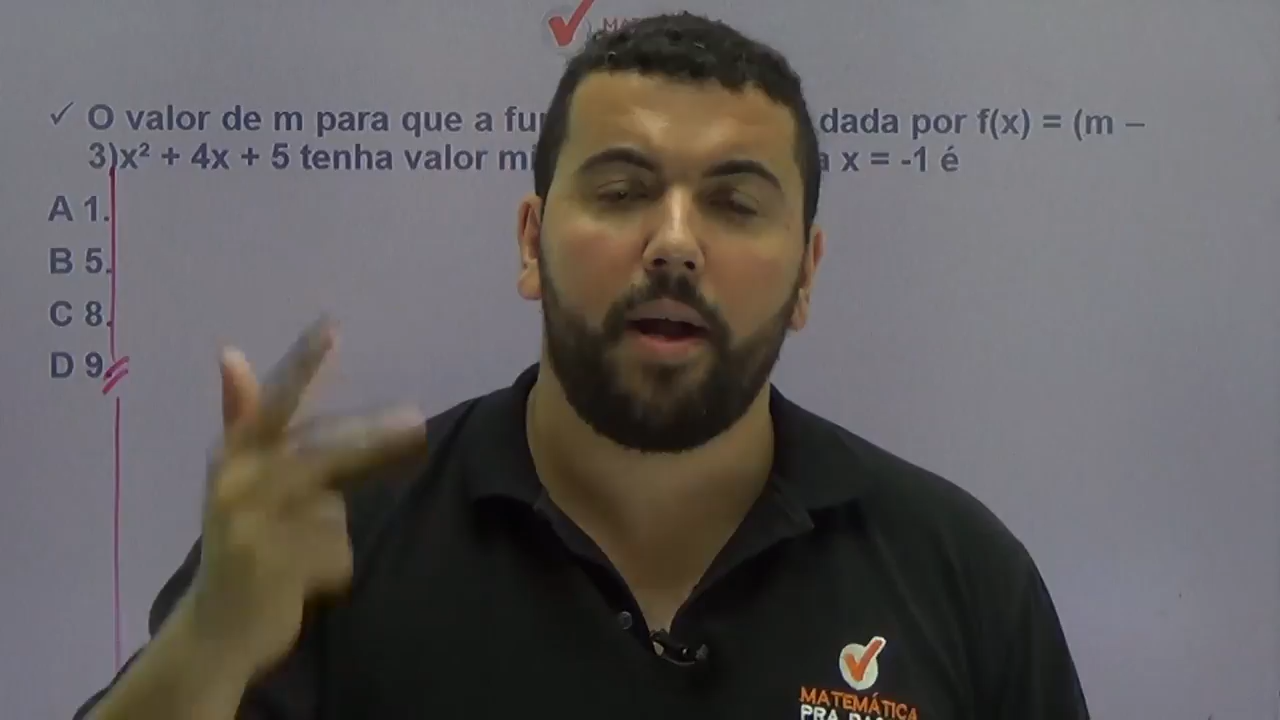 ✓ O valor de m para que a fu dada por f(x) = (m –
3)x² + 4x + 5 tenha valor x = -1 é
A 1.
B 5.
C 8.
D 9.
MATEMÁTICA
PRA